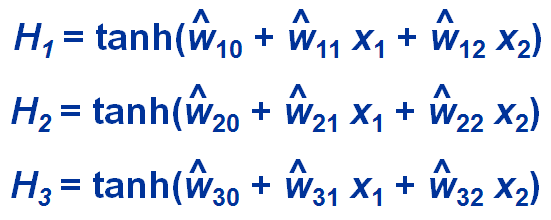 H₁ = tanh(ŵ₁₀ + ŵ₁₁ x₁ + ŵ₁₂ x₂)
H₂ = tanh(ŵ₂₀ + ŵ₂₁ x₁ + ŵ₂₂ x₂)
H₃ = tanh(ŵ₃₀ + ŵ₃₁ x₁ + ŵ₃₂ x₂)